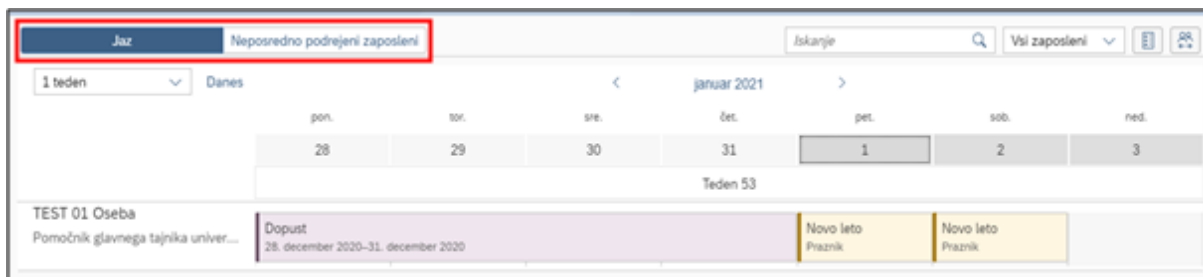 Jaz Neposredno podrejeni zaposleni Iskanje Vsi zaposleni
1 teden Danes januar 2021
pon. tor. sre. čet. pet. sob. ned.
28 29 30 31 1 2 3
Teden 53
TEST 01 Oseba
Pomočnik glavnega tajnika univer...
Dopust Novo leto Novo leto
28. december 2020–31. december 2020 Praznik Praznik